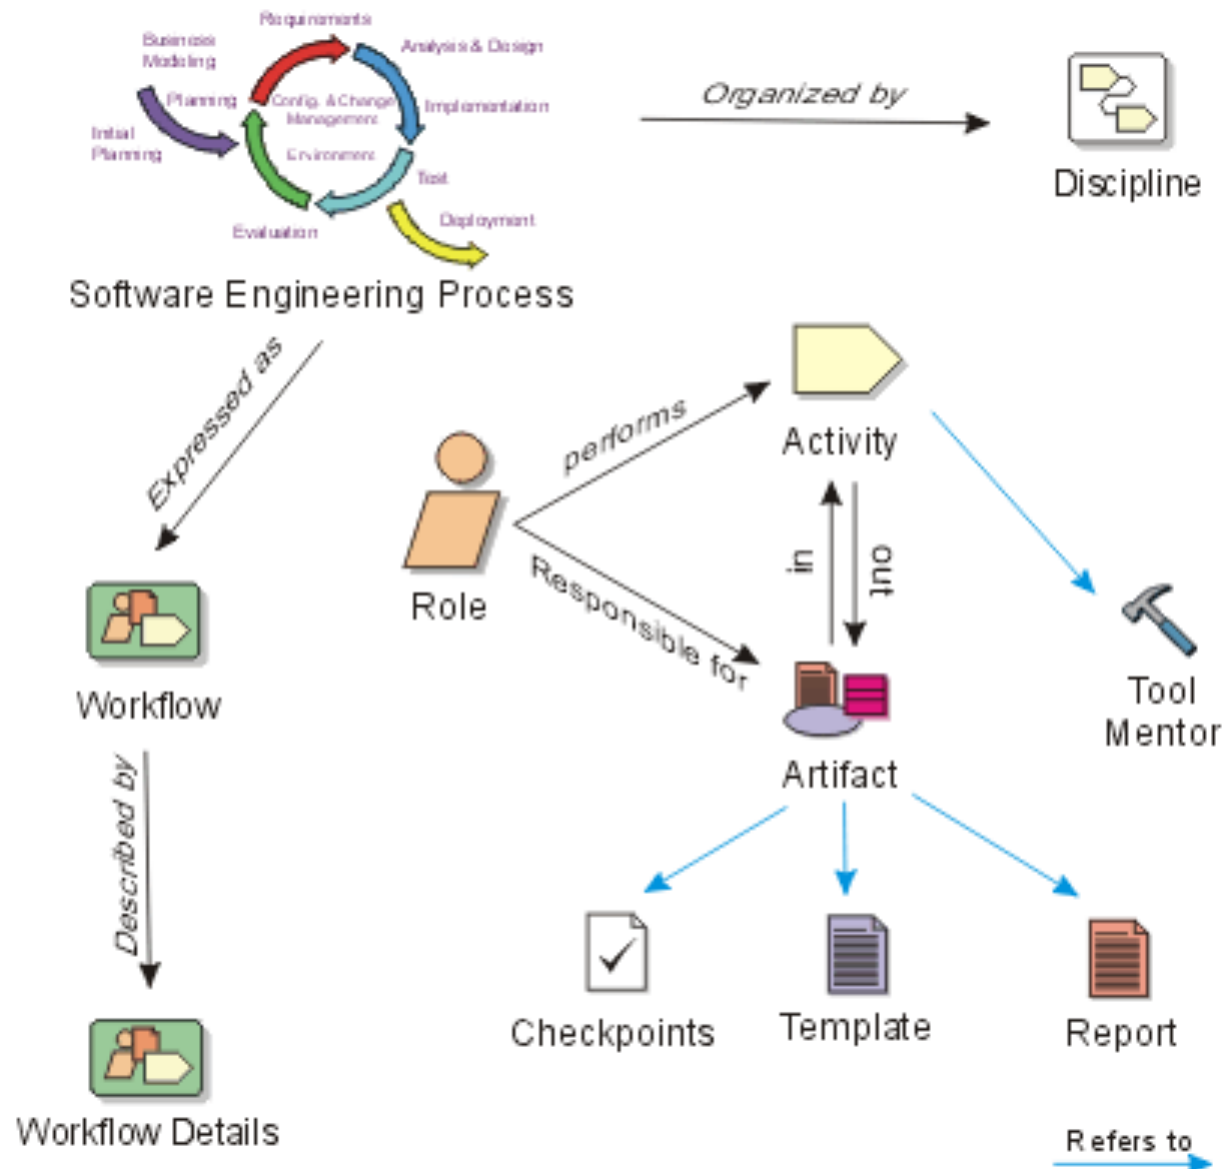 Requirements
Business
Modeling
Analysis & Design
Planning
Config. & Change
Management
Implementation
Initial
Planning
Environment
Test
Evaluation
Deployment
Software Engineering Process
Organized by
Discipline
Expressed as
performs
Activity
Role
Responsible for
in
out
Workflow
Tool
Mentor
Artifact
Described by
Checkpoints
Template
Report
Workflow Details
Refers to